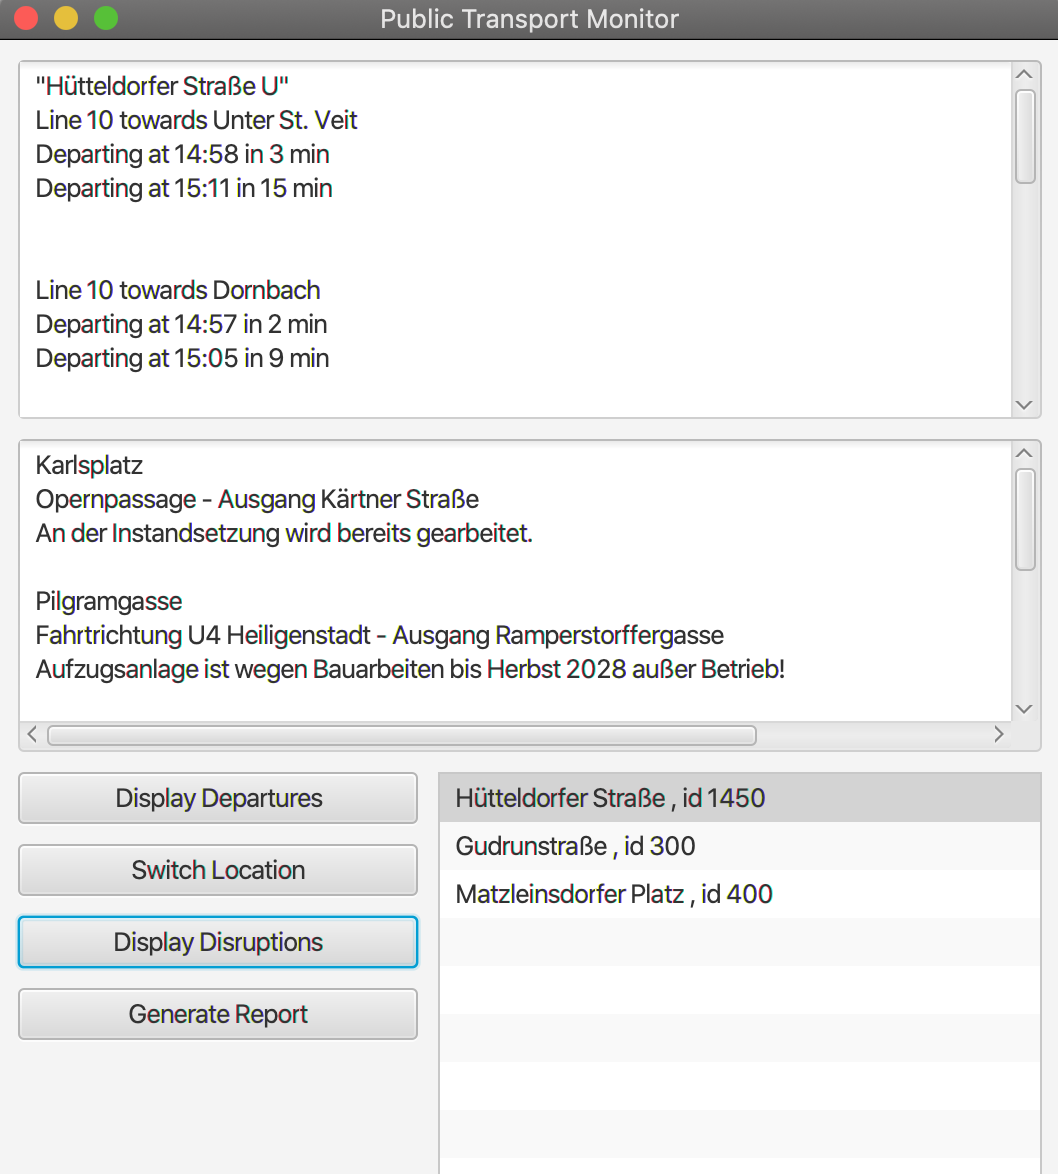 Public Transport Monitor
"Hütteldorfer Straße U"
Line 10 towards Unter St. Veit
Departing at 14:58 in 3 min
Departing at 15:11 in 15 min
Line 10 towards Dornbach
Departing at 14:57 in 2 min
Departing at 15:05 in 9 min
Karlsplatz
Opernpassage - Ausgang Kärtner Straße
An der Instandsetzung wird bereits gearbeitet.
Pilgramgasse
Fahrtrichtung U4 Heiligenstadt - Ausgang Ramperstorffergasse
Aufzugsanlage ist wegen Bauarbeiten bis Herbst 2028 außer Betrieb!
Display Departures
Switch Location
Display Disruptions
Generate Report
Hütteldorfer Straße , id 1450
Gudrunstraße , id 300
Matzleinsdorfer Platz , id 400